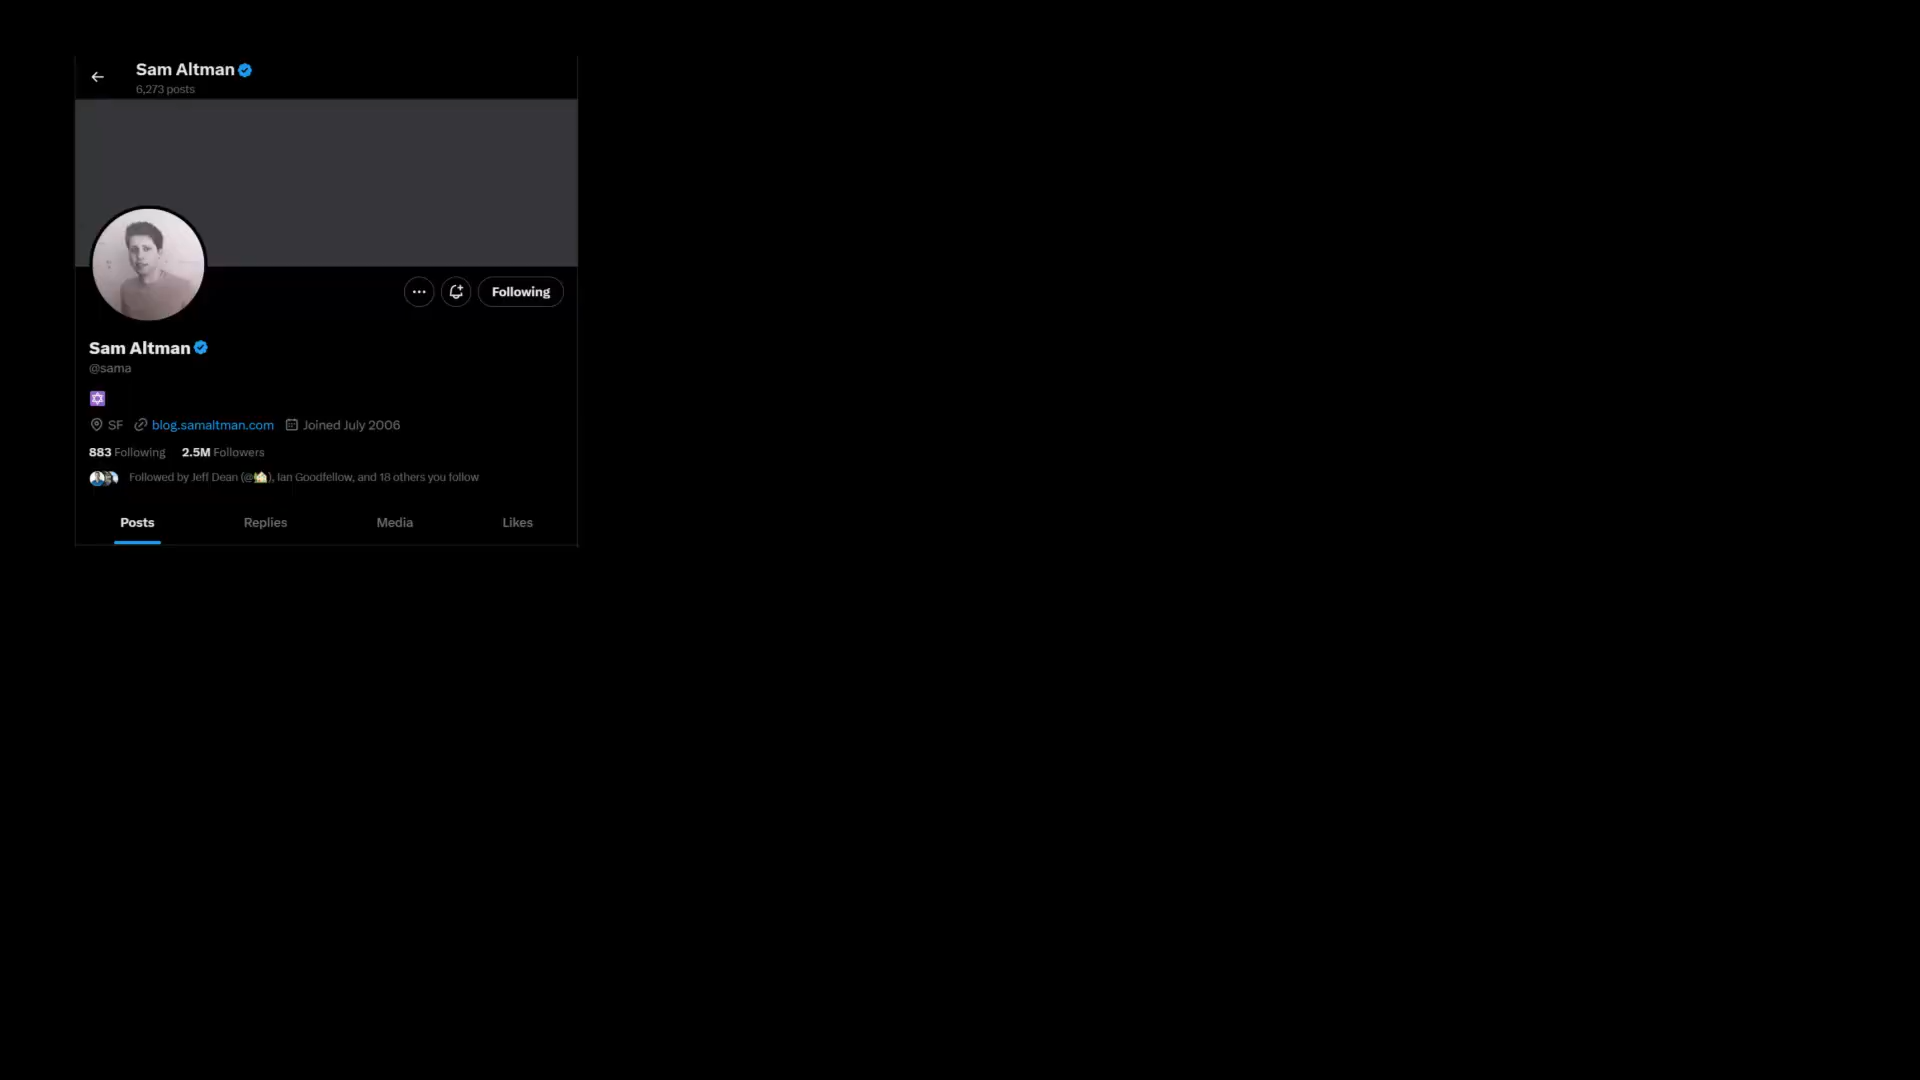 Sam Altman
6,273 posts
Following
Sam Altman
@sama
✡
SF blog.samaltman.com Joined July 2006
883 Following 2.5M Followers
Followed by Jeff Dean (@🏡), Ian Goodfellow, and 18 others you follow
Posts Replies Media Likes